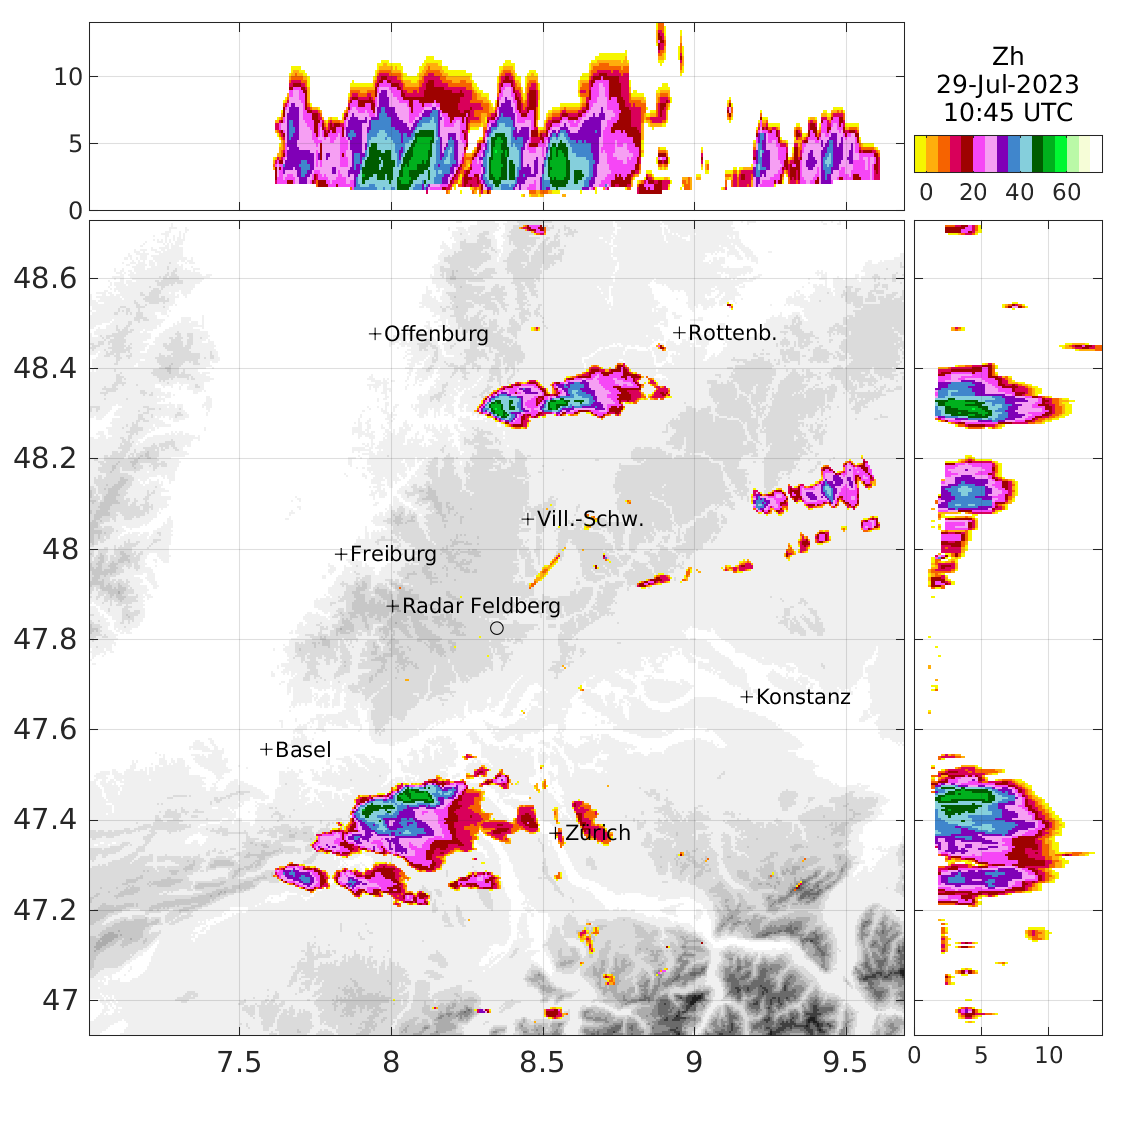 Zh
29-Jul-2023
10:45 UTC
0 20 40 60
10
5
0
48.6
48.4
48.2
48
47.8
47.6
47.4
47.2
47
+Offenburg
+Rottenb.
+Vill.-Schw.
+Freiburg
+Radar Feldberg
+Konstanz
+Basel
+Zürich
7.5 8 8.5 9 9.5
0 5 10